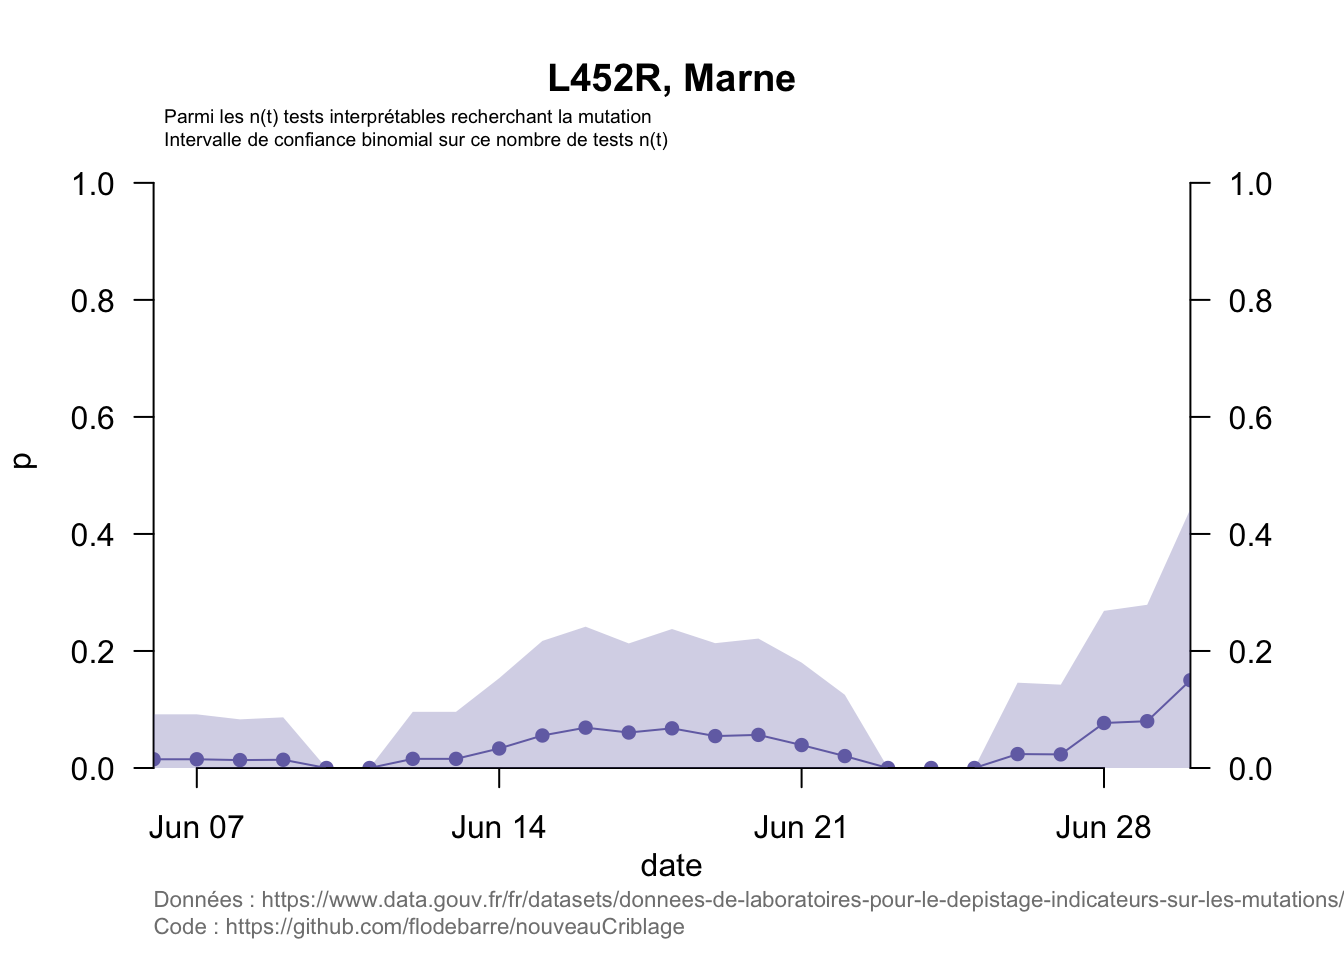 L452R, Marne
Parmi les n(t) tests interprétables recherchant la mutation
Intervalle de confiance binomial sur ce nombre de tests n(t)
1.0
0.8
0.6
0.4
0.2
0.0
p
1.0
0.8
0.6
0.4
0.2
0.0
Jun 07 Jun 14 Jun 21 Jun 28
date
Données : https://www.data.gouv.fr/fr/datasets/donnees-de-laboratoires-pour-le-depistage-indicateurs-sur-les-mutations/
Code : https://github.com/flodebarre/nouveauCriblage